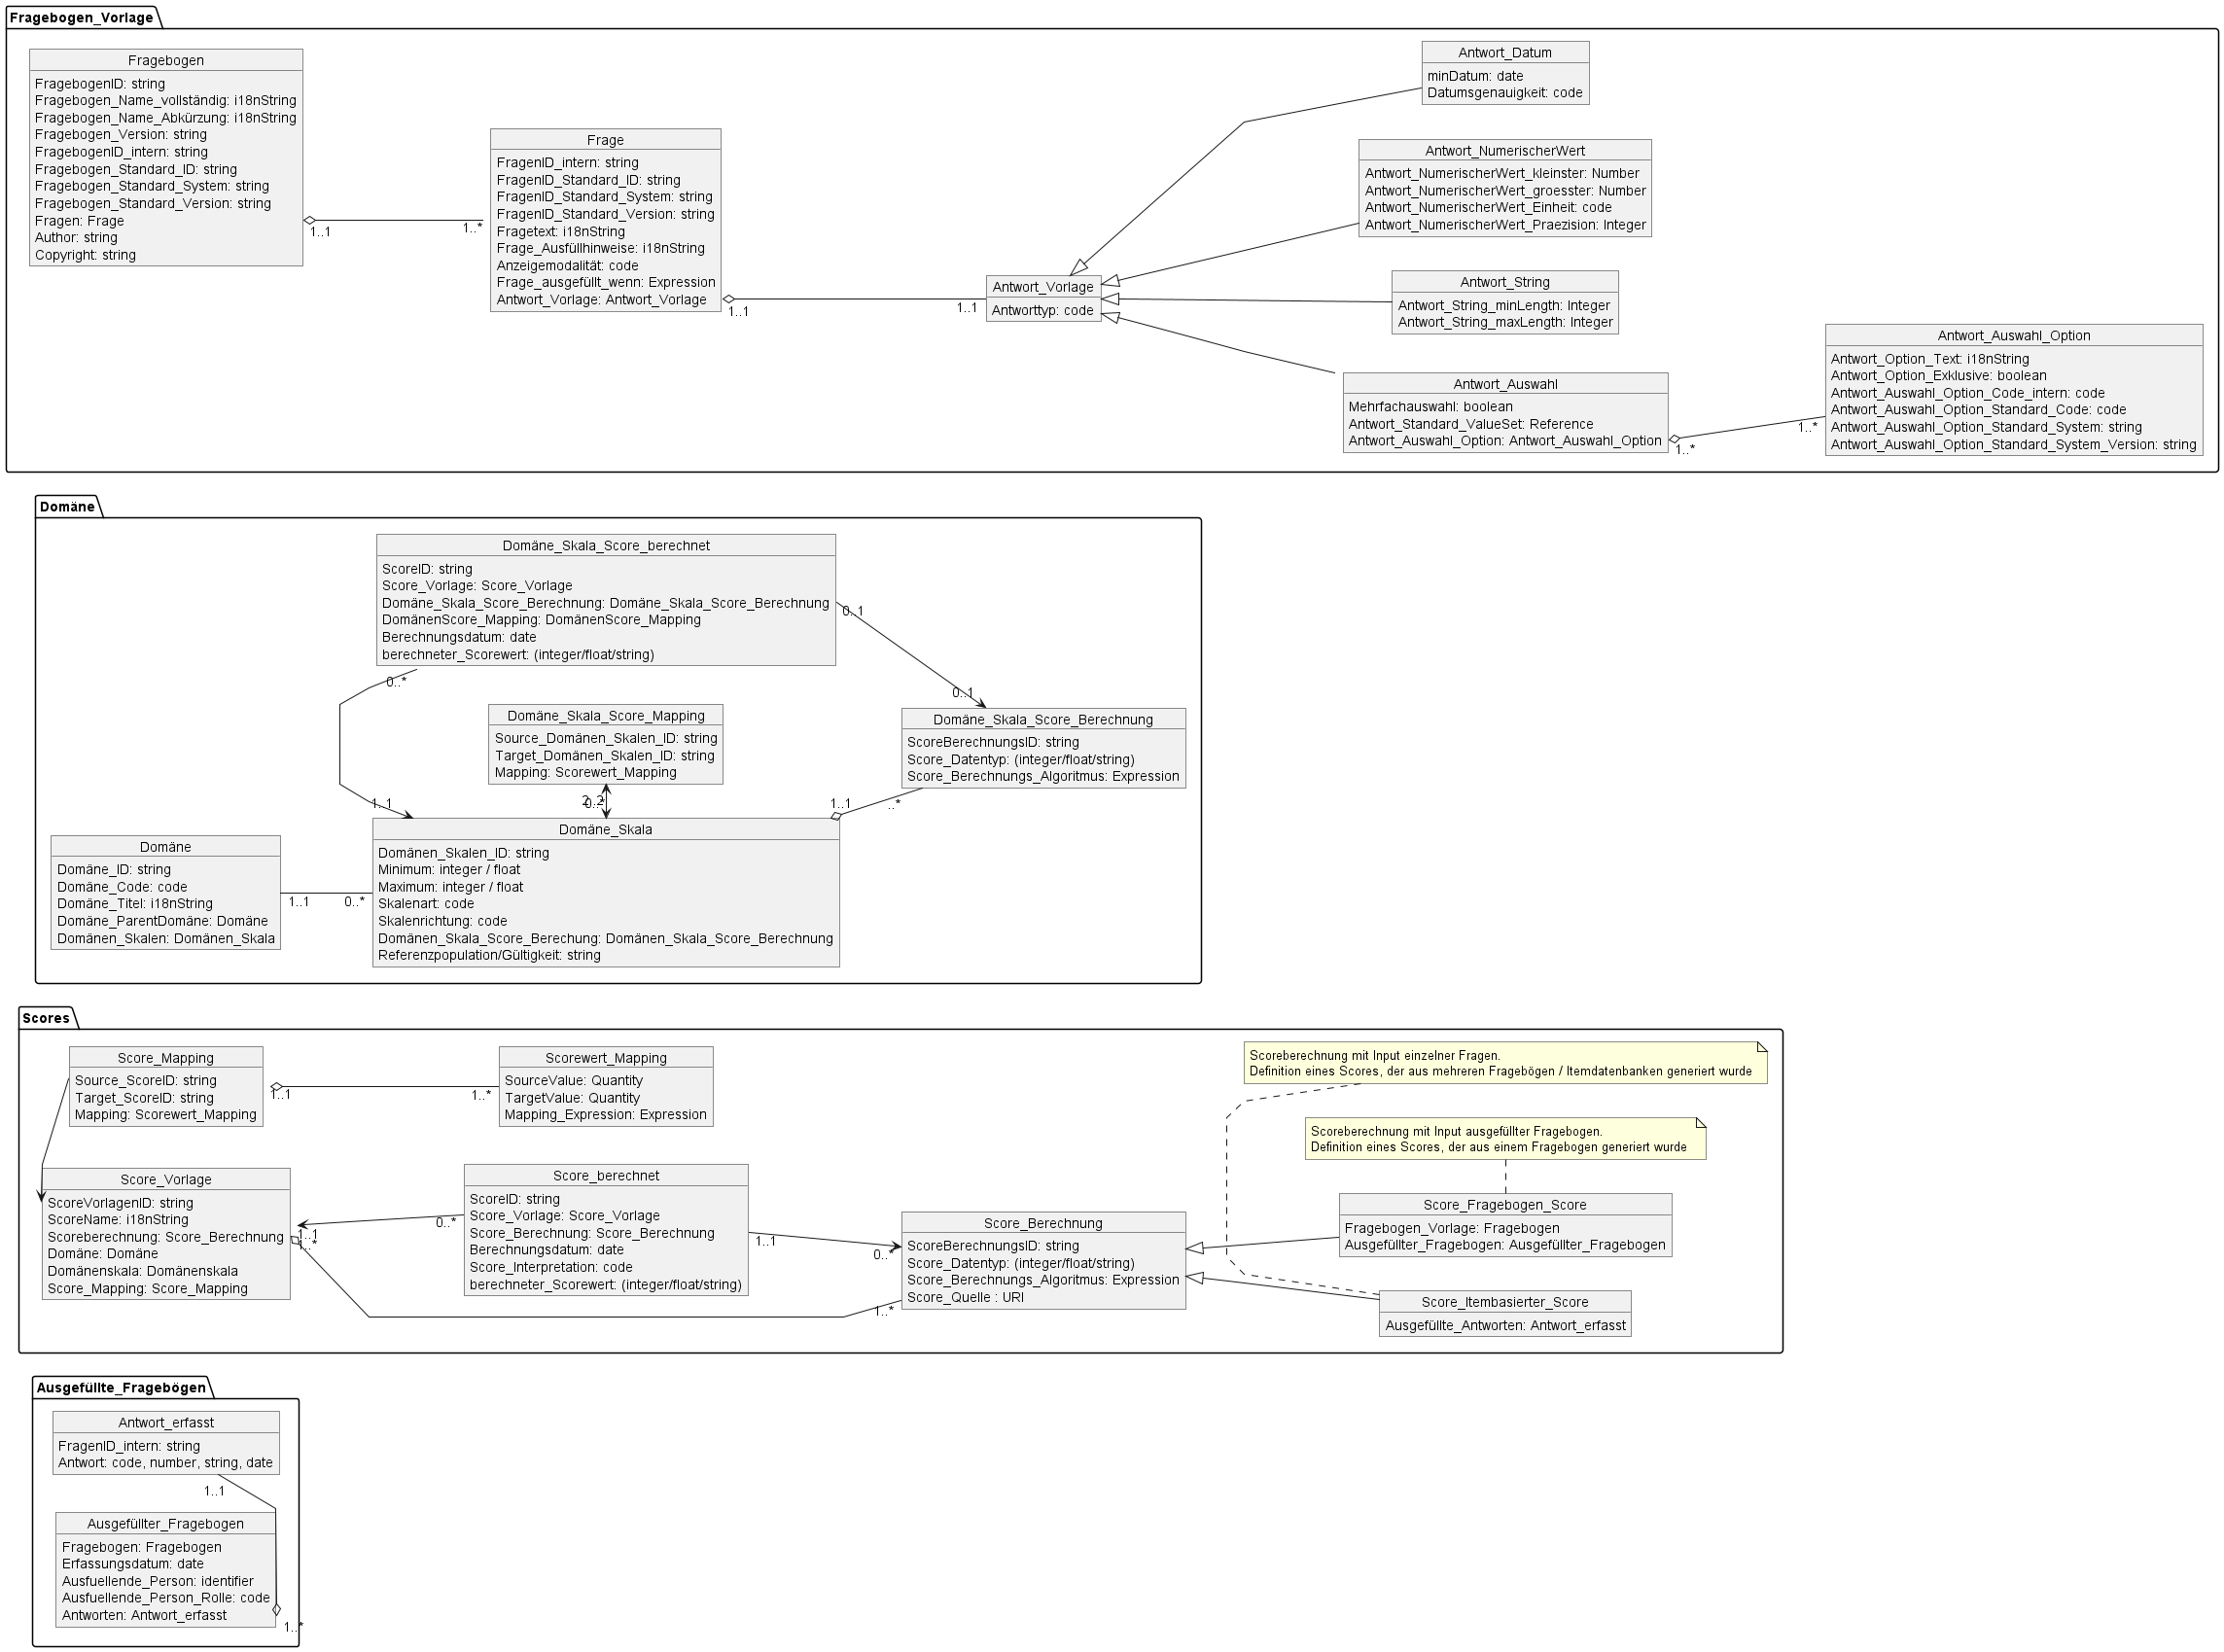 Fragebogen_Vorlage
Fragebogen
FragebogenID: string
Fragebogen_Name_vollständig: i18nString
Fragebogen_Name_Abkürzung: i18nString
Fragebogen_Version: string
FragebogenID_intern: string
Fragebogen_Standard_ID: string
Fragebogen_Standard_System: string
Fragebogen_Standard_Version: string
Fragen: Frage
Author: string
Copyright: string
1..1
1..*
Frage
FragenID_intern: string
FragenID_Standard_ID: string
FragenID_Standard_System: string
FragenID_Standard_Version: string
Fragetext: i18nString
Frage_Ausfüllhinweise: i18nString
Anzeigemodalität: code
Frage_ausgefüllt_wenn: Expression
Antwort_Vorlage: Antwort_Vorlage
1..1
1..1
Antwort_Vorlage
Antworttyp: code
Antwort_Datum
minDatum: date
Datumsgenauigkeit: code
Antwort_NumerischerWert
Antwort_NumerischerWert_kleinster: Number
Antwort_NumerischerWert_groesster: Number
Antwort_NumerischerWert_Einheit: code
Antwort_NumerischerWert_Praezision: Integer
Antwort_String
Antwort_String_minLength: Integer
Antwort_String_maxLength: Integer
Antwort_Auswahl
Mehrfachauswahl: boolean
Antwort_Standard_ValueSet: Reference
Antwort_Auswahl_Option: Antwort_Auswahl_Option
1..*
1..*
Antwort_Auswahl_Option
Antwort_Option_Text: i18nString
Antwort_Option_Exklusive: boolean
Antwort_Auswahl_Option_Code_intern: code
Antwort_Auswahl_Option_Standard_Code: code
Antwort_Auswahl_Option_Standard_System: string
Antwort_Auswahl_Option_Standard_System_Version: string
Domäne
Domäne_Skala_Score_berechnet
ScoreID: string
Score_Vorlage: Score_Vorlage
Domäne_Skala_Score_Berechnung: Domäne_Skala_Score_Berechnung
DomänenScore_Mapping: DomänenScore_Mapping
Berechnungsdatum: date
berechneter_Scorewert: (integer/float/string)
0..1
0..1
0..*
1..1
Domäne_Skala_Score_Mapping
Source_Domänen_Skalen_ID: string
Target_Domänen_Skalen_ID: string
Mapping: Scorewert_Mapping
2..2
0..*
Domäne_Skala_Score_Berechnung
ScoreBerechnungsID: string
Score_Datentyp: (integer/float/string)
Score_Berechnungs_Algoritmus: Expression
1..1
..*
Domäne
Domäne_ID: string
Domäne_Code: code
Domäne_Titel: i18nString
Domäne_ParentDomäne: Domäne
Domänen_Skalen: Domänen_Skala
1..1
0..*
Domäne_Skala
Domänen_Skalen_ID: string
Minimum: integer / float
Maximum: integer / float
Skalenart: code
Skalenrichtung: code
Domänen_Skala_Score_Berechung: Domänen_Skala_Score_Berechnung
Referenzpopulation/Gültigkeit: string
Scores
Score_Mapping
Source_ScoreID: string
Target_ScoreID: string
Mapping: Scorewert_Mapping
1..1
1..*
Scorewert_Mapping
SourceValue: Quantity
TargetValue: Quantity
Mapping_Expression: Expression
Score_Vorlage
ScoreVorlagenID: string
ScoreName: i18nString
Scoreberechnung: Score_Berechnung
Domäne: Domäne
Domänenskala: Domänenskala
Score_Mapping: Score_Mapping
1..1
1..*
0..*
Score_berechnet
ScoreID: string
Score_Vorlage: Score_Vorlage
Score_Berechnung: Score_Berechnung
Berechnungsdatum: date
Score_Interpretation: code
berechneter_Scorewert: (integer/float/string)
1..1
0..*
1..*
Score_Berechnung
ScoreBerechnungsID: string
Score_Datentyp: (integer/float/string)
Score_Berechnungs_Algoritmus: Expression
Score_Quelle : URI
Scoreberechnung mit Input einzelner Fragen.
Definition eines Scores, der aus mehreren Fragebögen / Itemdatenbanken generiert wurde
Scoreberechnung mit Input ausgefüllter Fragebogen.
Definition eines Scores, der aus einem Fragebogen generiert wurde
Score_Fragebogen_Score
Fragebogen_Vorlage: Fragebogen
Ausgefüllter_Fragebogen: Ausgefüllter_Fragebogen
Score_Itembasierter_Score
Ausgefüllte_Antworten: Antwort_erfasst
Ausgefüllte_Fragebögen
Antwort_erfasst
FragenID_intern: string
Antwort: code, number, string, date
1..1
Ausgefüllter_Fragebogen
Fragebogen: Fragebogen
Erfassungsdatum: date
Ausfuellende_Person: identifier
Ausfuellende_Person_Rolle: code
Antworten: Antwort_erfasst
1..*